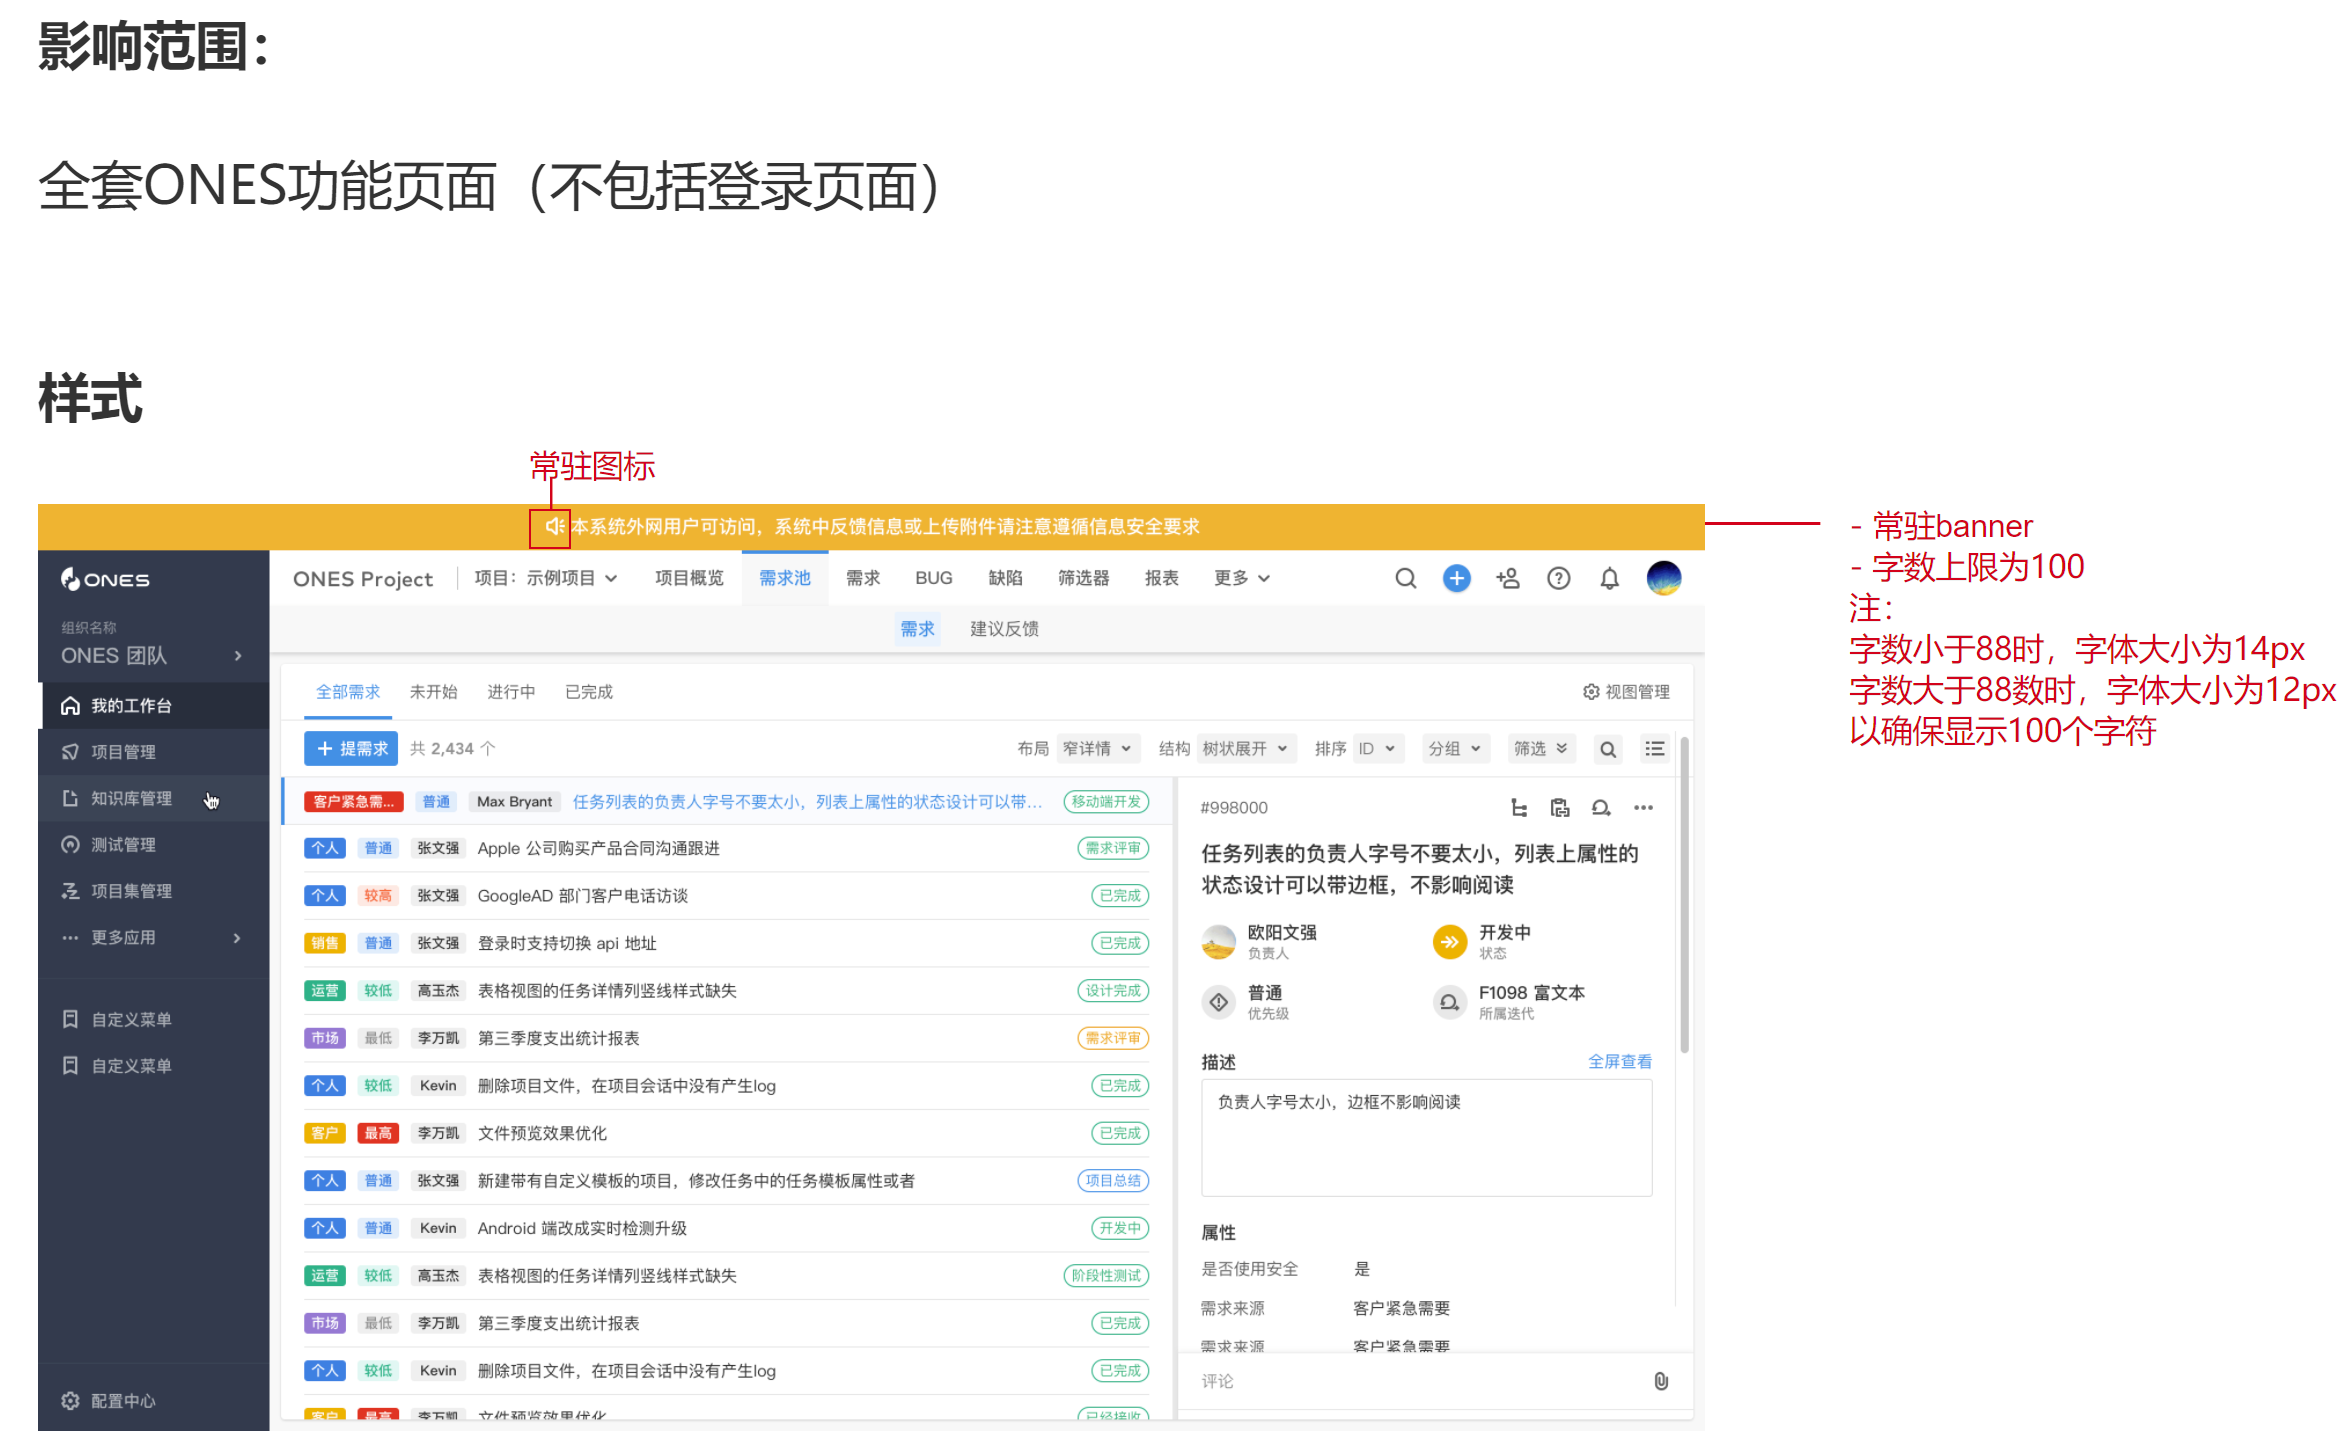 影响范围：
全套ONES功能页面（不包括登录页面）
样式
常驻图标
本系统外网用户可访问，系统中反馈信息或上传附件请注意遵循信息安全要求
- 常驻banner
- 字数上限为100
注：
字数小于88时，字体大小为14px
字数大于88数时，字体大小为12px
以确保显示100个字符
ONES
组织名称
ONES 团队
我的工作台
项目管理
知识库管理
测试管理
项目集管理
更多应用
自定义菜单
自定义菜单
配置中心
ONES Project 项目：示例项目 项目概览 需求池 需求 BUG 缺陷 筛选器 报表 更多
需求 建议反馈
全部需求 未开始 进行中 已完成 视图管理
提需求 共 2,434 个 布局 窄详情 结构 树状展开 排序 ID 分组 筛选
客户紧急需... 普通 Max Bryant 任务列表的负责人字号不要太小，列表上属性的状态设计可以带... 移动端开发
个人 普通 张文强 Apple 公司购买产品合同沟通跟进 需求评审
个人 较高 张文强 GoogleAD 部门客户电话访谈 已完成
销售 普通 张文强 登录时支持切换 api 地址 已完成
运营 较低 高玉杰 表格视图的任务详情列竖线样式缺失 设计完成
市场 最低 李万凯 第三季度支出统计报表 需求评审
个人 较低 Kevin 删除项目文件，在项目会话中没有产生log 已完成
客户 最高 李万凯 文件预览效果优化 已完成
个人 普通 张文强 新建带有自定义模板的项目，修改任务中的任务模板属性或者 项目总结
个人 普通 Kevin Android 端改成实时检测升级 开发中
运营 较低 高玉杰 表格视图的任务详情列竖线样式缺失 阶段性测试
市场 最低 李万凯 第三季度支出统计报表 已完成
个人 较低 Kevin 删除项目文件，在项目会话中没有产生log 已完成
客户 最高 李万凯 文件预览效果优化 已经接收
#998000
任务列表的负责人字号不要太小，列表上属性的
状态设计可以带边框，不影响阅读
欧阳文强 开发中
负责人 状态
普通 F1098 富文本
优先级 所属迭代
描述 全屏查看
负责人字号太小，边框不影响阅读
属性
是否使用安全 是
需求来源 客户紧急需要
需求来源 客户紧急需要
评论